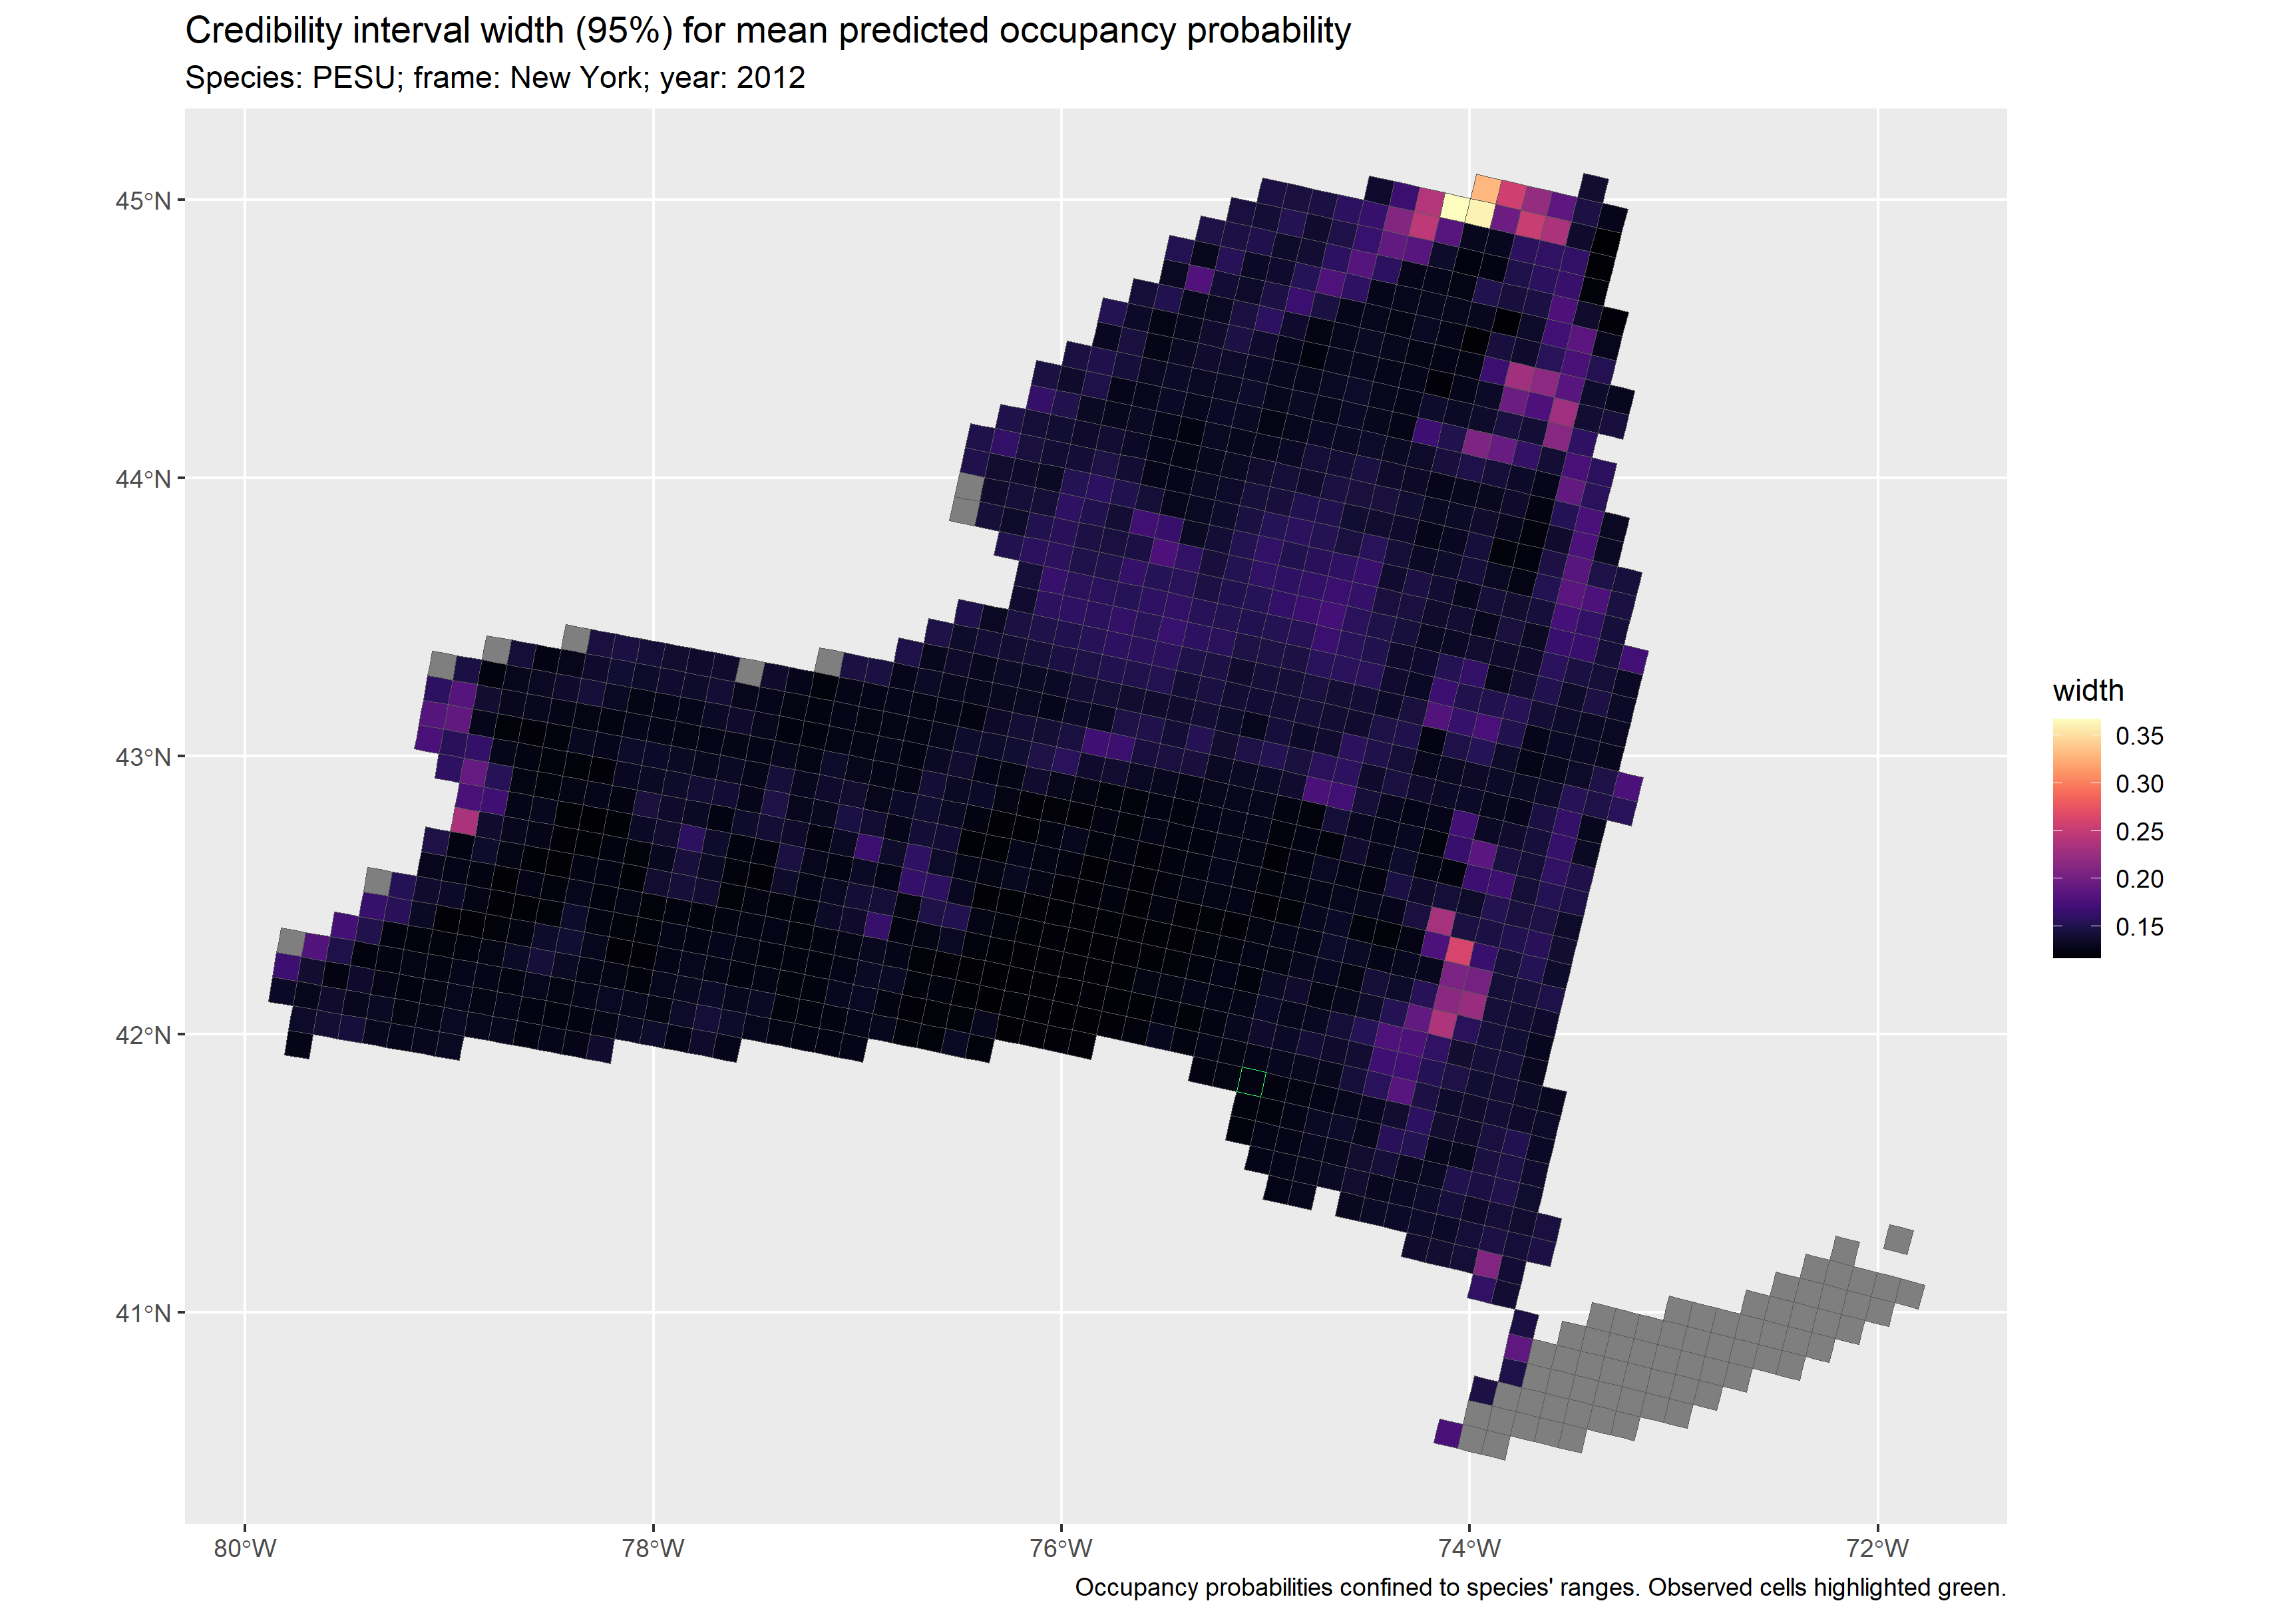 Credibility interval width (95%) for mean predicted occupancy probability
Species: PESU; frame: New York; year: 2012
45°N
44°N
43°N
42°N
41°N
80°W
78°W
76°W
74°W
72°W
width
0.35
0.30
0.25
0.20
0.15
Occupancy probabilities confined to species' ranges. Observed cells highlighted green.